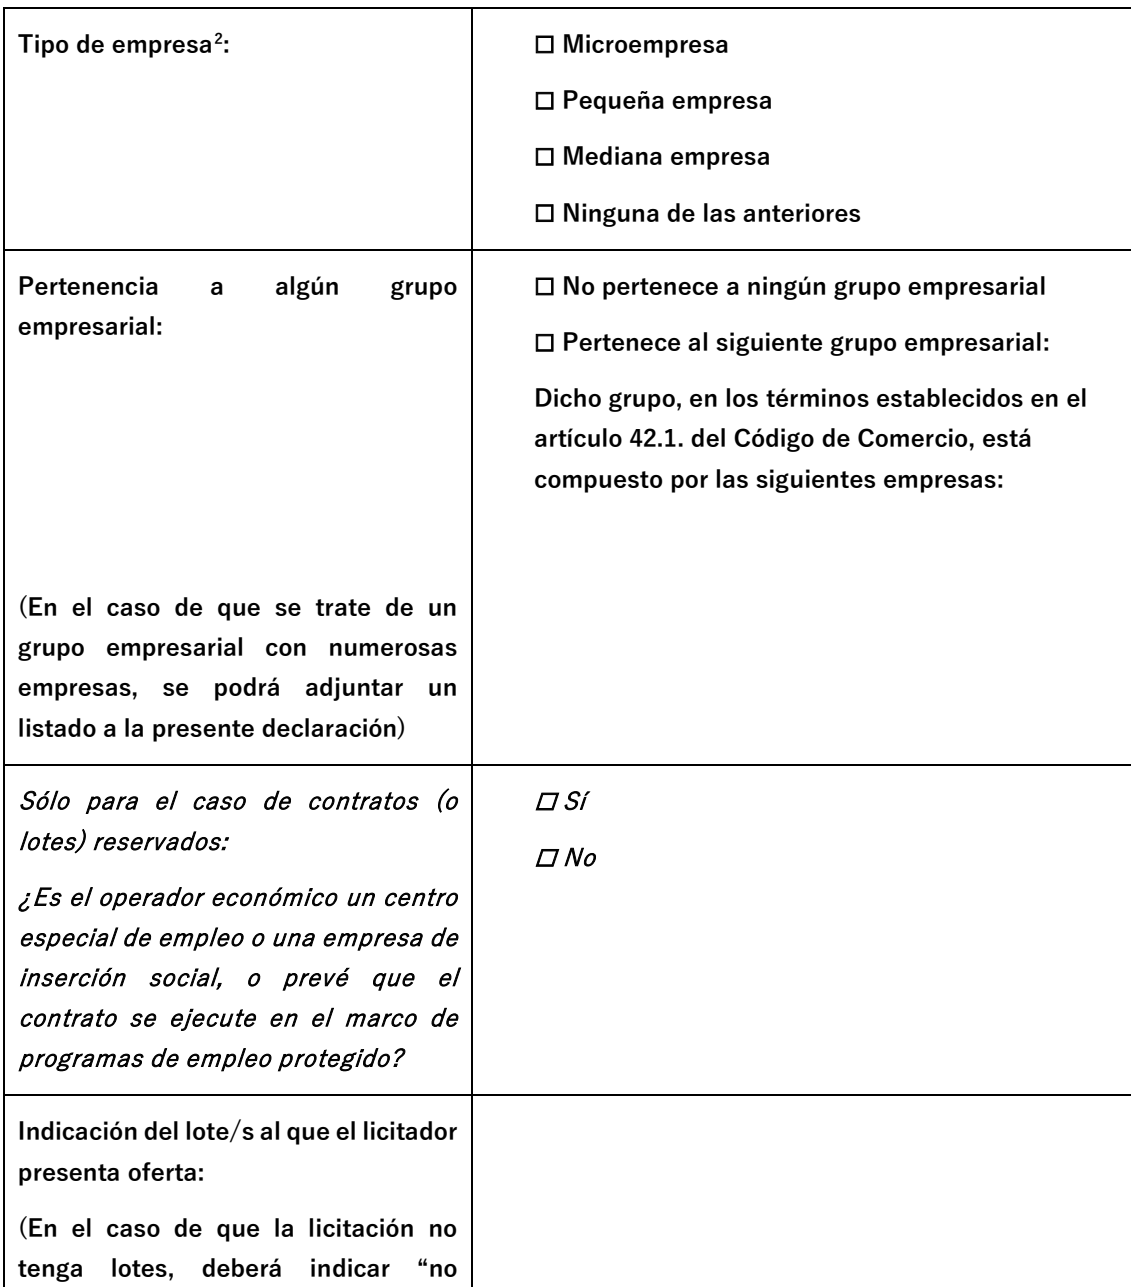 Tipo de empresa²:
☐ Microempresa
☐ Pequeña empresa
☐ Mediana empresa
☐ Ninguna de las anteriores
Pertenencia a algún grupo
empresarial:
(En el caso de que se trate de un
grupo empresarial con numerosas
empresas, se podrá adjuntar un
listado a la presente declaración)
☐ No pertenece a ningún grupo empresarial
☐ Pertenece al siguiente grupo empresarial:
Dicho grupo, en los términos establecidos en el
artículo 42.1. del Código de Comercio, está
compuesto por las siguientes empresas:
Sólo para el caso de contratos (o
lotes) reservados:
¿Es el operador económico un centro
especial de empleo o una empresa de
inserción social, o prevé que el
contrato se ejecute en el marco de
programas de empleo protegido?
☐ Sí
☐ No
Indicación del lote/s al que el licitador
presenta oferta:
(En el caso de que la licitación no
tenga lotes, deberá indicar “no